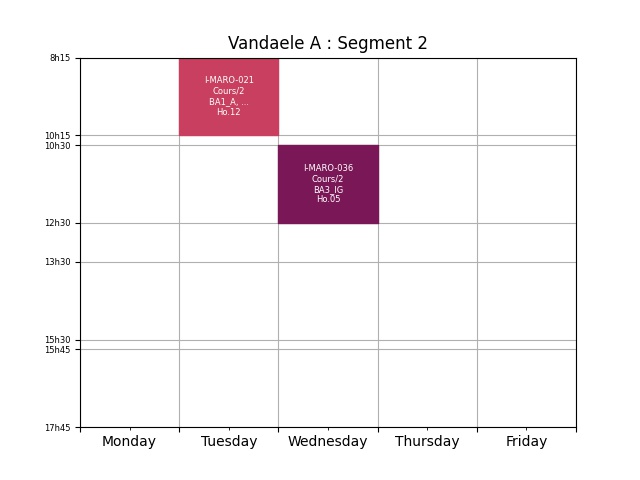 Vandaele A : Segment 2
8h15
I-MARO-021
Cours/2
BA1_A, ...
Ho.12
10h15
10h30
I-MARO-036
Cours/2
BA3_IG
Ho.05
12h30
13h30
15h30
15h45
17h45
Monday Tuesday Wednesday Thursday Friday